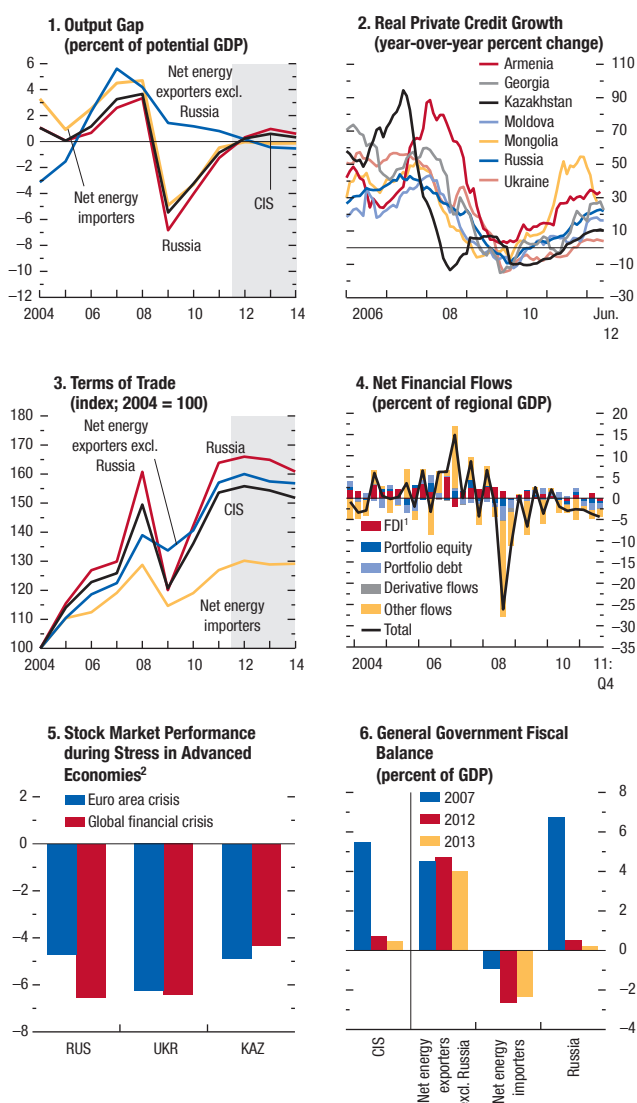 1. Output Gap
(percent of potential GDP)
6
4
2
0
–2
–4
–6
–8
–10
–12
Net energy
exporters excl.
Russia
Net energy
importers
Russia
CIS
2004
06
08
10
12
14
2. Real Private Credit Growth
(year-over-year percent change)
Armenia
Georgia
Kazakhstan
Moldova
Mongolia
Russia
Ukraine
110
90
70
50
30
10
–10
–30
2006
08
10
Jun.
12
3. Terms of Trade
(index; 2004 = 100)
180
170
160
150
140
130
120
110
100
Net energy
exporters excl.
Russia
Russia
CIS
Net energy
importers
2004
06
08
10
12
14
4. Net Financial Flows
(percent of regional GDP)
20
15
10
5
0
–5
–10
–15
–20
–25
–30
–35
FDI¹
Portfolio equity
Portfolio debt
Derivative flows
Other flows
Total
2004
06
08
10
11:
Q4
5. Stock Market Performance
during Stress in Advanced
Economies²
2
0
–2
–4
–6
–8
Euro area crisis
Global financial crisis
RUS
UKR
KAZ
6. General Government Fiscal
Balance
(percent of GDP)
2007
2012
2013
8
6
4
2
0
–2
–4
CIS
Net energy
exporters
excl. Russia
Net energy
importers
Russia